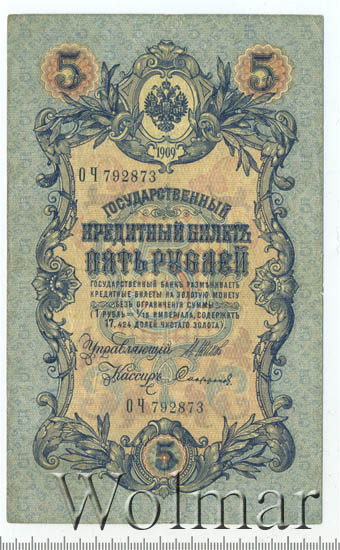 5 5
1909
ОЧ 792873
ГОСУДАРСТВЕННЫЙ
КРЕДИТНЫЙ БИЛЕТЪ
ПЯТЬ РУБЛЕЙ
ГОСУДАРСТВЕННЫЙ БАНКЪ РАЗМѢНИВАЕТЪ
КРЕДИТНЫЕ БИЛЕТЫ НА ЗОЛОТУЮ МОНЕТУ
БЕЗЪ ОГРАНИЧЕНІЯ СУММЫ
(1 РУБЛЬ = 1/15 ИМПЕРІАЛА, СОДЕРЖИТЪ
17,424 ДОЛЕЙ ЧИСТАГО ЗОЛОТА)
Управляющій
Кассиръ
ОЧ 792873
5
Wolmar